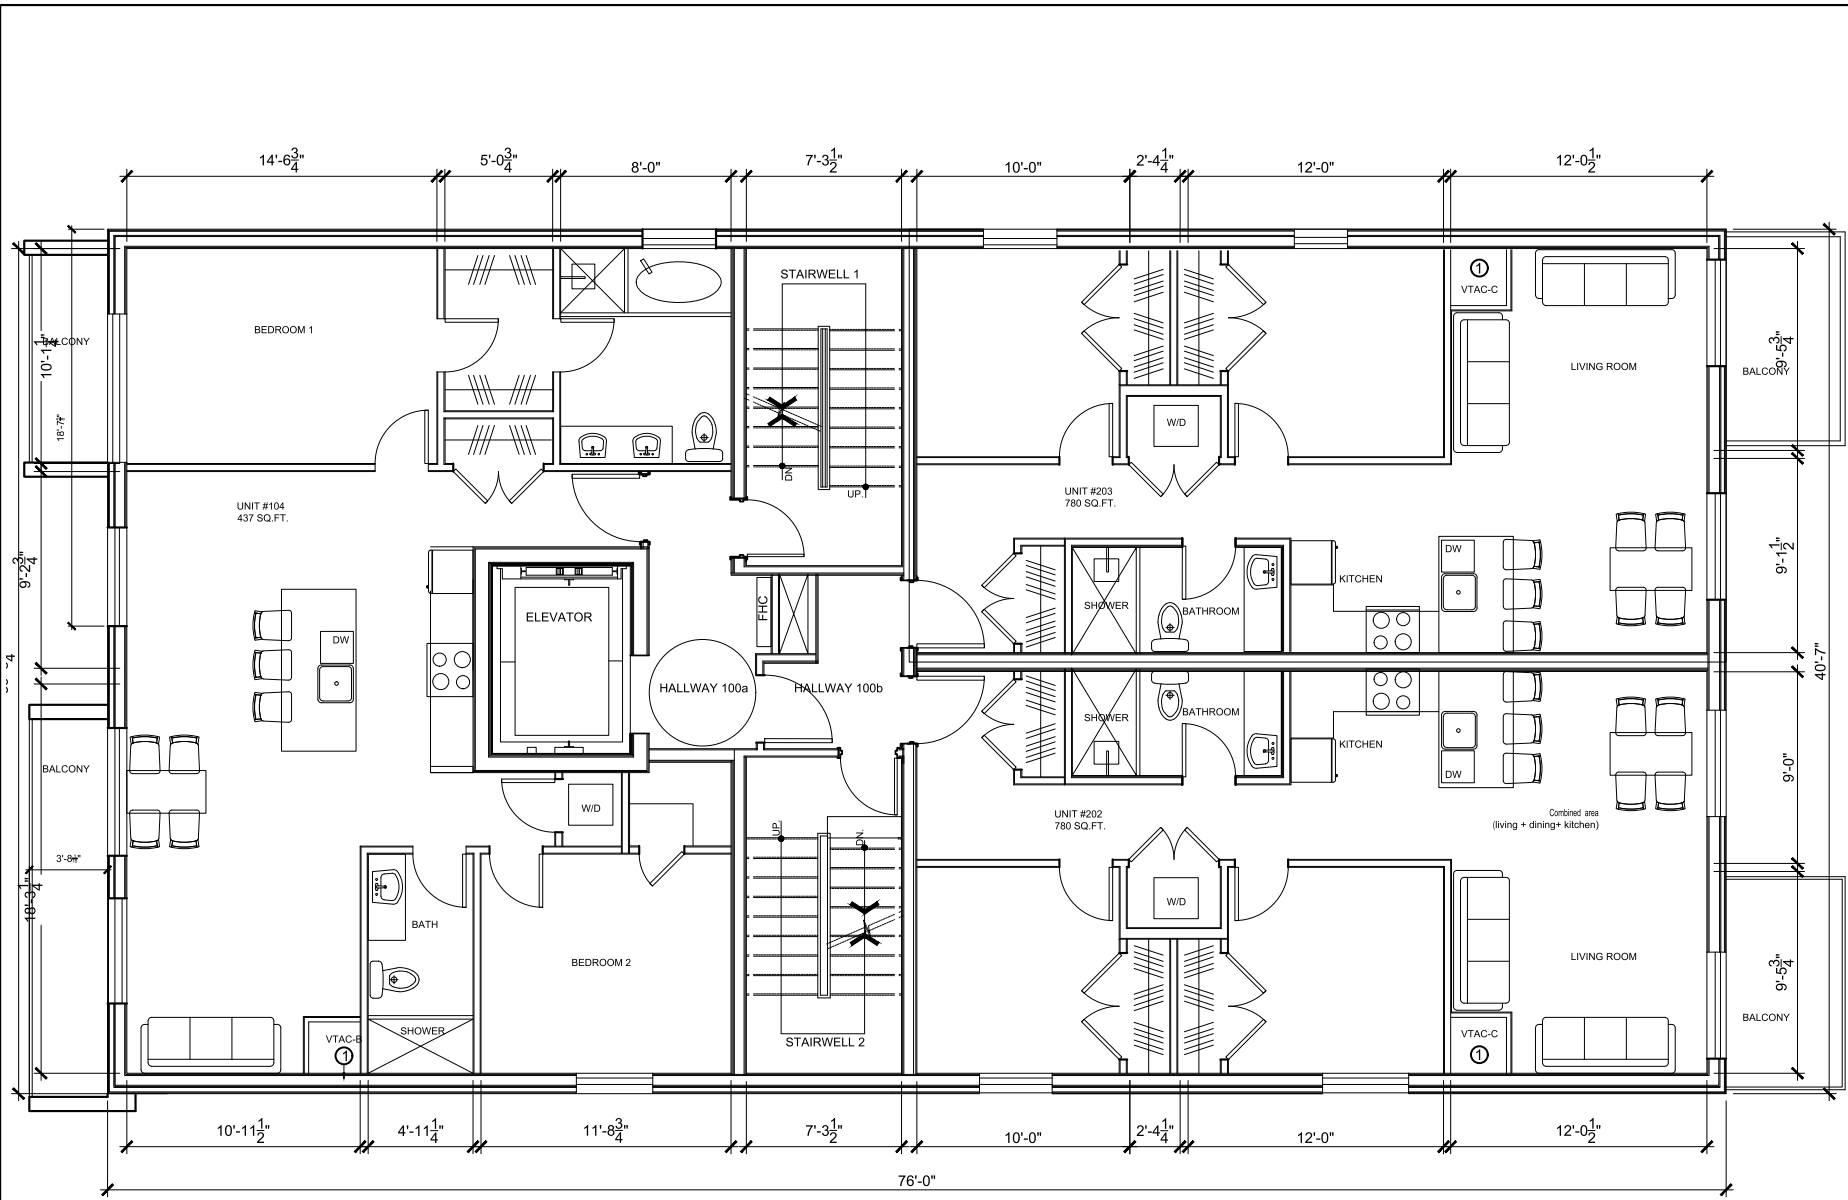 14'-6 3/4"
5'-0 3/4"
8'-0"
7'-3 1/2"
10'-0"
2'-4 1/4"
12'-0"
12'-0 1/2"
STAIRWELL 1
1
VTAC-C
BEDROOM 1
BALCONY
10'-1 1/4"
9'-5 3/4"
LIVING ROOM
BALCONY
18'-7"
W/D
W/D
DN.
UP.
UNIT #104
437 SQ.FT.
UNIT #203
780 SQ.FT.
9'-2 3/4"
9'-1 1/2"
DW
KITCHEN
ELEVATOR
FHC
SHOWER
BATHROOM
DW
40'-7"
HALLWAY 100a
HALLWAY 100b
SHOWER
BATHROOM
KITCHEN
DW
BALCONY
9'-0"
W/D
UNIT #202
780 SQ.FT.
Combined area
(living + dining+ kitchen)
UP.
DN.
3'-8"
18'-3 1/4"
W/D
BATH
BEDROOM 2
LIVING ROOM
9'-5 3/4"
BALCONY
SHOWER
VTAC-B
1
STAIRWELL 2
VTAC-C
1
10'-11 1/2"
4'-11 1/4"
11'-8 3/4"
7'-3 1/2"
10'-0"
2'-4 1/4"
12'-0"
12'-0 1/2"
76'-0"